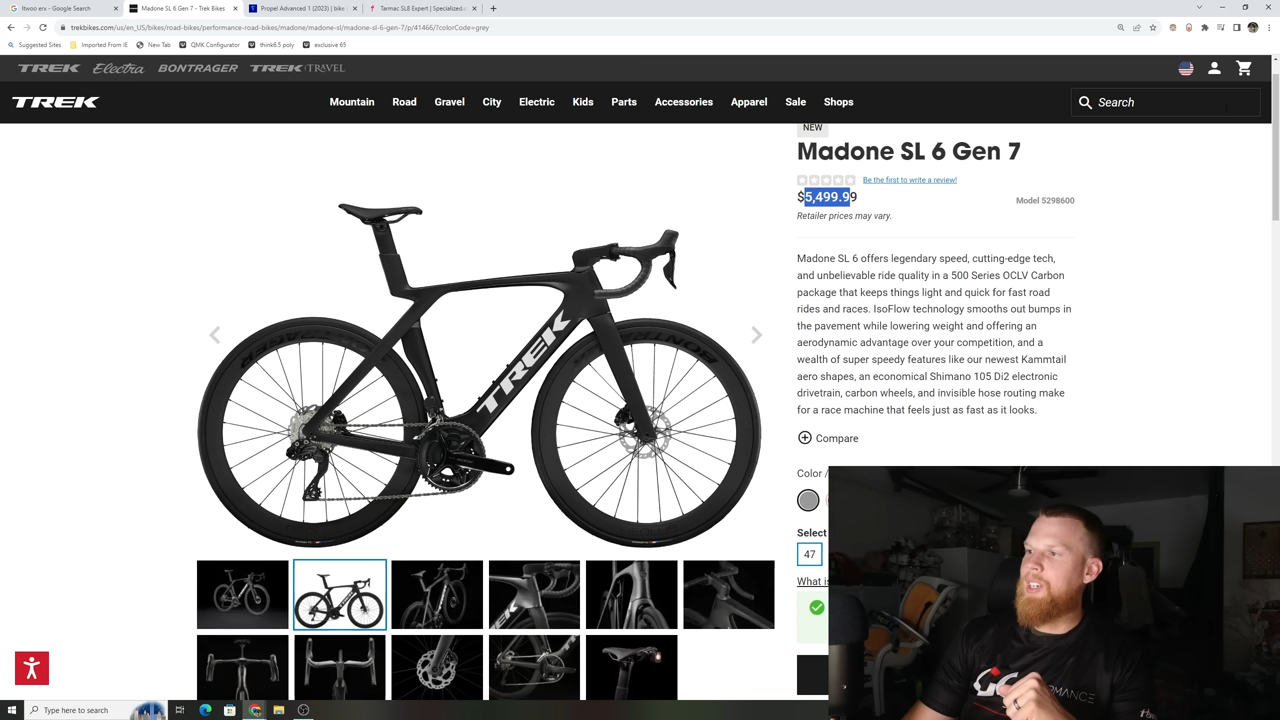 ltwoo erx - Google Search
Madone SL 6 Gen 7 - Trek Bikes
Propel Advanced 1 (2023) | bike
Tarmac SL8 Expert | Specialized.c
trekbikes.com/us/en_US/bikes/road-bikes/performance-road-bikes/madone/madone-sl/madone-sl-6-gen-7/p/41466/?colorCode=grey
Suggested Sites
Imported From IE
New Tab
QMK Configurator
think6.5 poly
exclusive 65
TREK
Electra
BONTRAGER
TREK TRAVEL
TREK
Mountain
Road
Gravel
City
Electric
Kids
Parts
Accessories
Apparel
Sale
Shops
Search
NEW
Madone SL 6 Gen 7
Be the first to write a review!
$5,499.99
Model 5298600
Retailer prices may vary.
Madone SL 6 offers legendary speed, cutting-edge tech,
and unbelievable ride quality in a 500 Series OCLV Carbon
package that keeps things light and quick for fast road
rides and races. IsoFlow technology smooths out bumps in
the pavement while lowering weight and offering an
aerodynamic advantage over your competition, and a
wealth of super speedy features like our newest Kammtail
aero shapes, an economical Shimano 105 Di2 electronic
drivetrain, carbon wheels, and invisible hose routing make
for a race machine that feels just as fast as it looks.
Compare
Color /
Select
47
What is
TREK
Type here to search